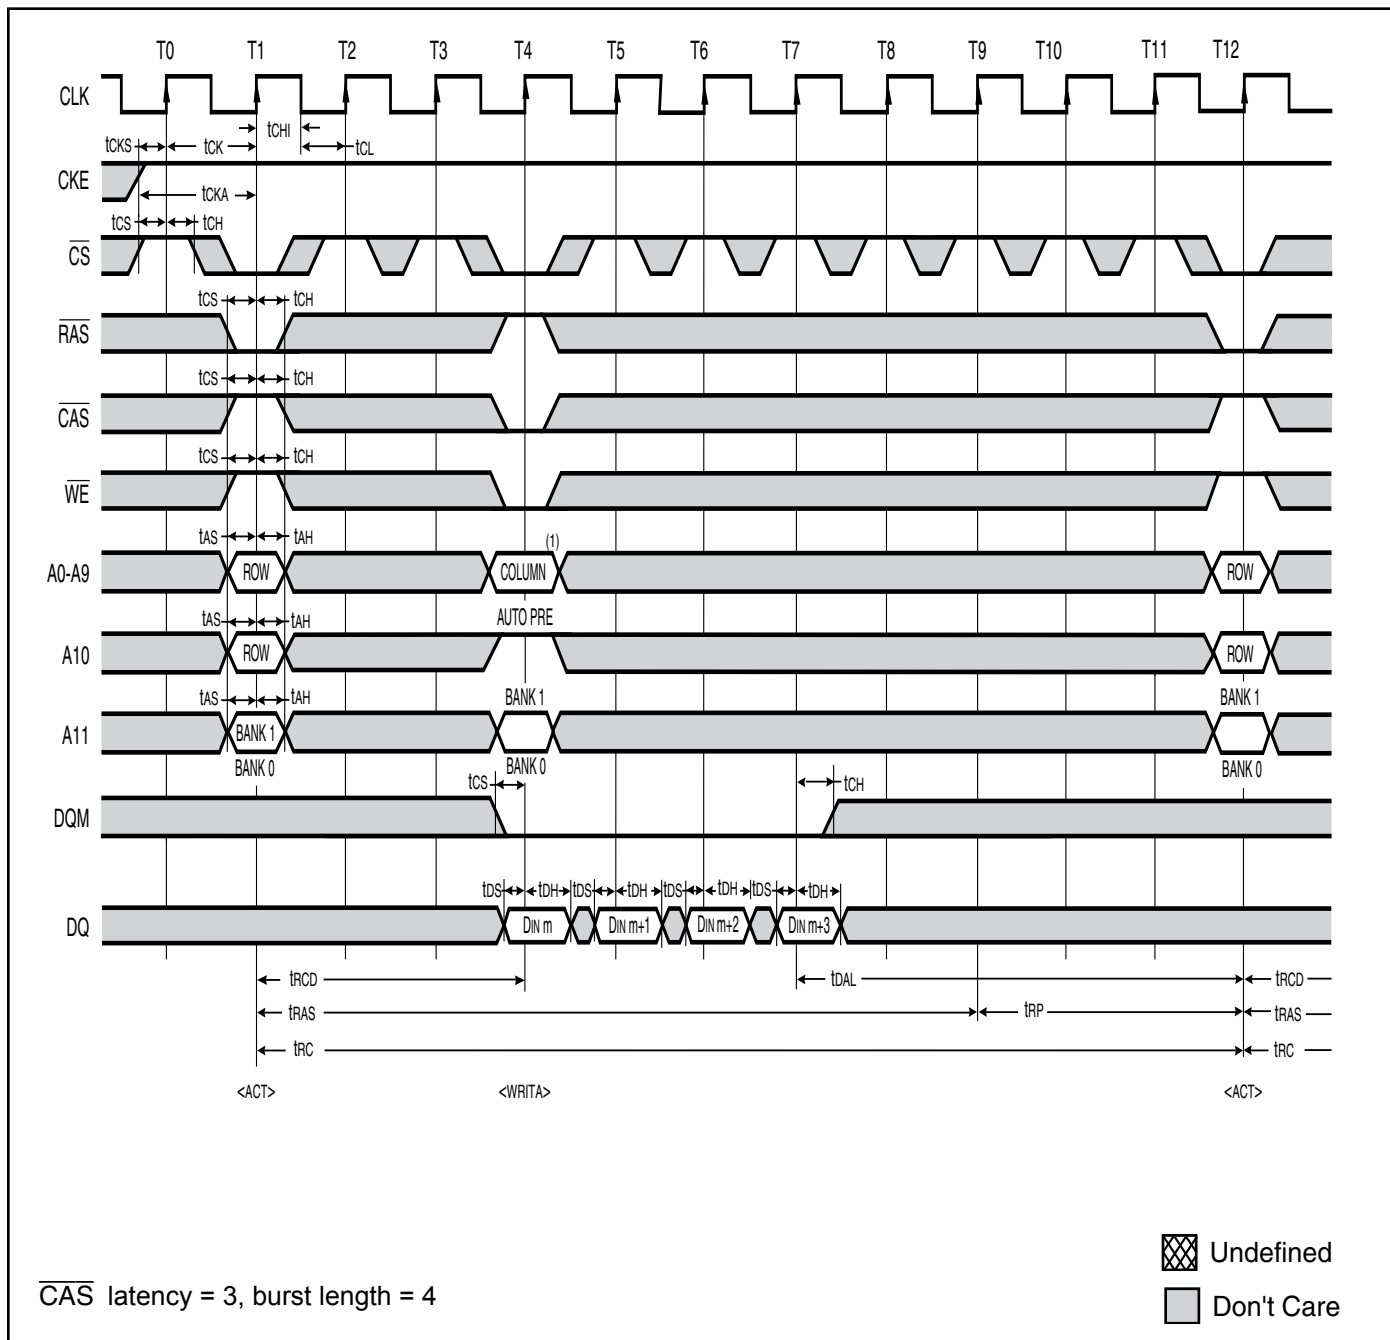 T0 T1 T2 T3 T4 T5 T6 T7 T8 T9 T10 T11 T12
CLK
tCHI
tCKS tCK tCL
CKE
tCKA
tCS tCH
CS
tCS tCH
RAS
tCS tCH
CAS
tCS tCH
WE
tAS tAH (1)
A0-A9 ROW COLUMN ROW
tAS tAH AUTO PRE
A10 ROW ROW
tAS tAH BANK 1 BANK 1
A11 BANK 1
BANK 0 BANK 0 BANK 0
tCS tCH
DQM
tDS tDH tDS tDH tDS tDH tDS tDH
DQ DIN m DIN m+1 DIN m+2 DIN m+3
tRCD tDAL tRCD
tRAS tRP tRAS
tRC tRC
<ACT> <WRITA> <ACT>
Undefined
CAS latency = 3, burst length = 4
Don't Care